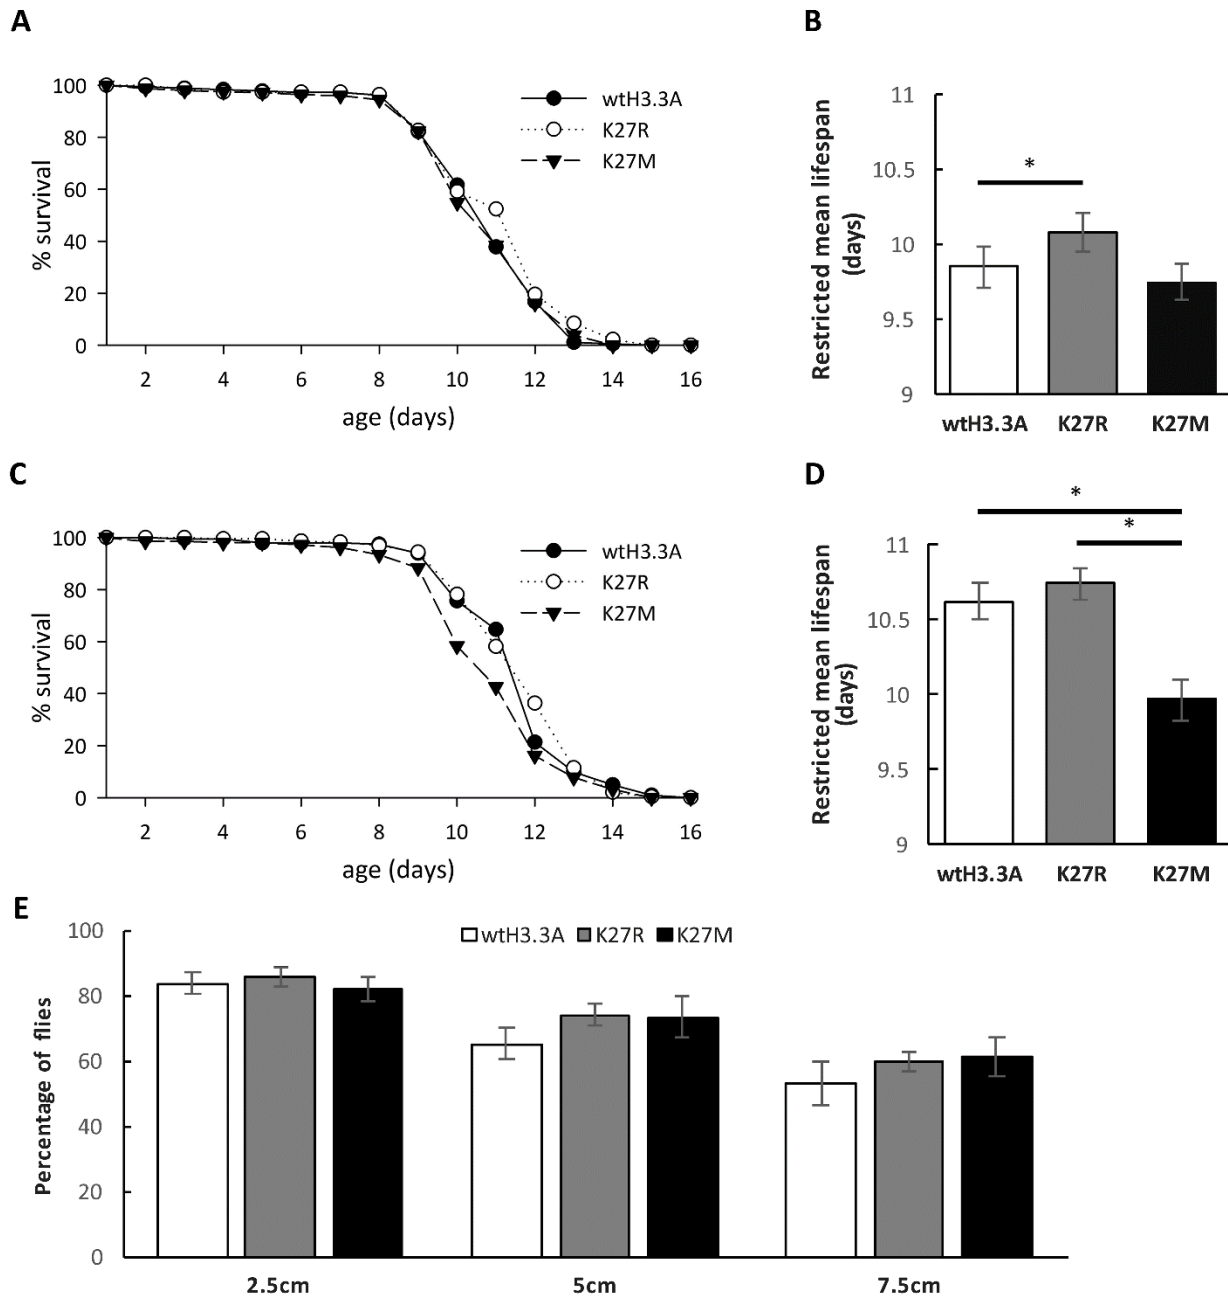 A
100
80
60
40
20
0
% survival
2 4 6 8 10 12 14 16
age (days)
wtH3.3A
K27R
K27M
B
11
10.5
10
9.5
9
Restricted mean lifespan
(days)
*
wtH3.3A K27R K27M
C
100
80
60
40
20
0
% survival
2 4 6 8 10 12 14 16
age (days)
wtH3.3A
K27R
K27M
D
11
10.5
10
9.5
9
Restricted mean lifespan
(days)
*
*
wtH3.3A K27R K27M
E
100
80
60
40
20
0
Percentage of flies
wtH3.3A K27R K27M
2.5cm 5cm 7.5cm